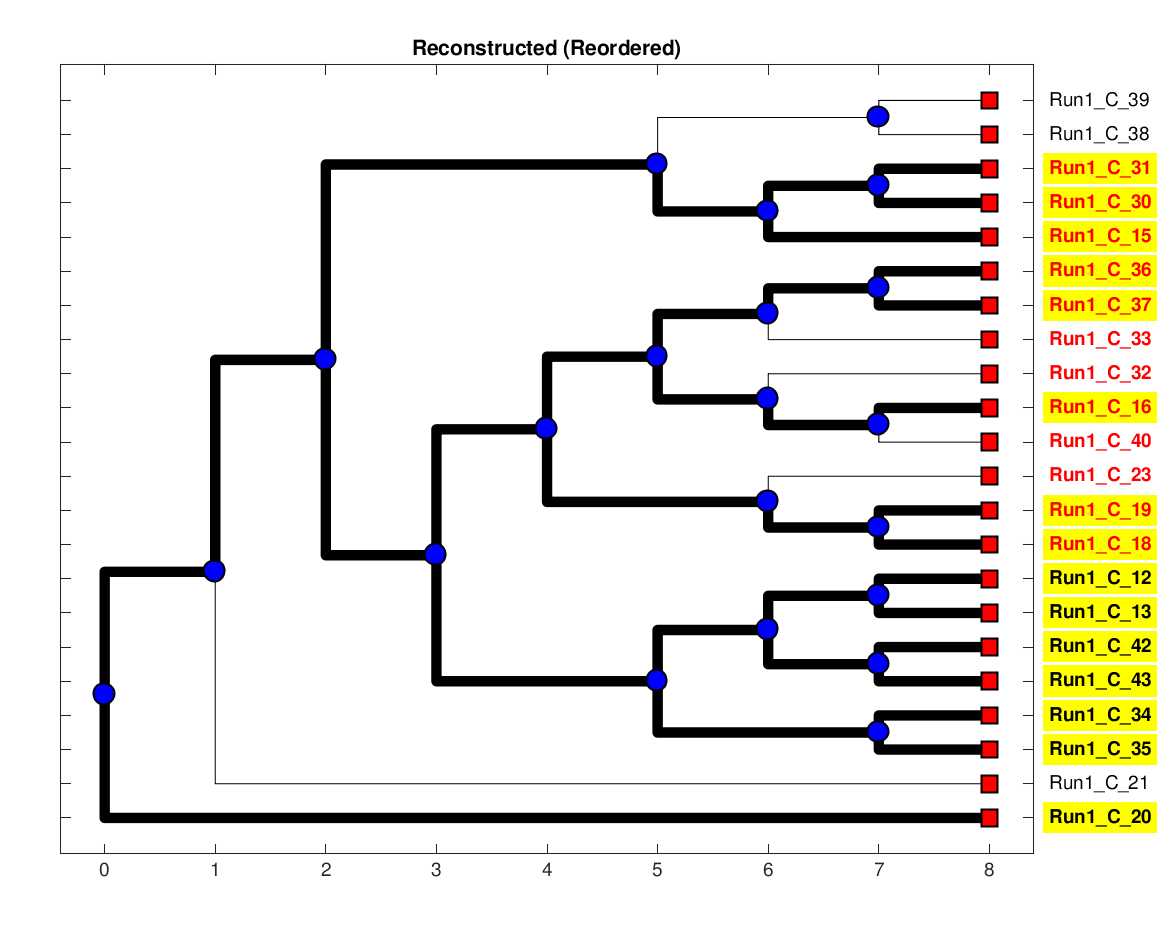 Reconstructed (Reordered)
Run1_C_39
Run1_C_38
Run1_C_31
Run1_C_30
Run1_C_15
Run1_C_36
Run1_C_37
Run1_C_33
Run1_C_32
Run1_C_16
Run1_C_40
Run1_C_23
Run1_C_19
Run1_C_18
Run1_C_12
Run1_C_13
Run1_C_42
Run1_C_43
Run1_C_34
Run1_C_35
Run1_C_21
Run1_C_20
0 1 2 3 4 5 6 7 8